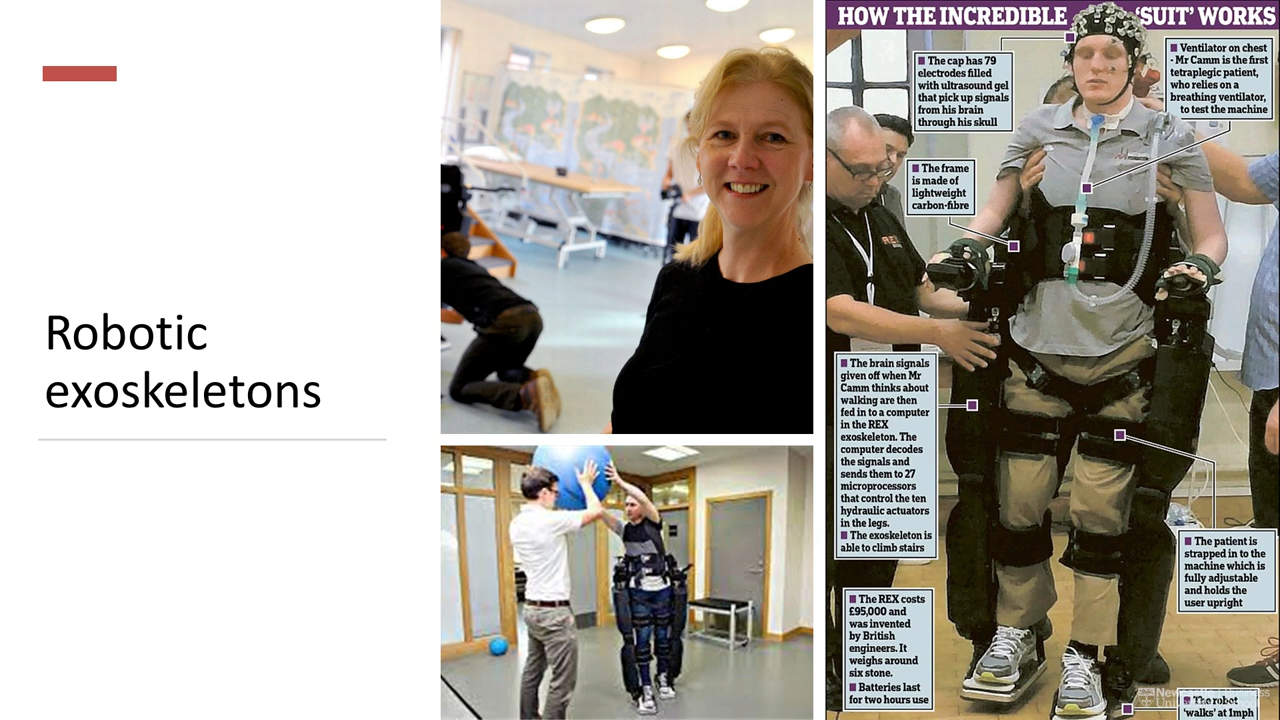 Robotic
exoskeletons
HOW THE INCREDIBLE 'SUIT' WORKS
The cap has 79
electrodes filled
with ultrasound gel
that pick up signals
from his brain
through his skull
Ventilator on chest
- Mr Camm is the first
tetraplegic patient,
who relies on a
breathing ventilator,
to test the machine
The frame
is made of
lightweight
carbon-fibre
The brain signals
given off when Mr
Camm thinks about
walking are then
fed in to a computer
in the REX
exoskeleton. The
computer decodes
the signals and
sends them to 27
microprocessors
that control the ten
hydraulic actuators
in the legs.
The exoskeleton is
able to climb stairs
The patient is
strapped in to the
machine which is
fully adjustable
and holds the
user upright
The REX costs
£95,000 and
was invented
by British
engineers. It
weighs around
six stone.
Batteries last
for two hours use
The robot
'walks' at 1mph